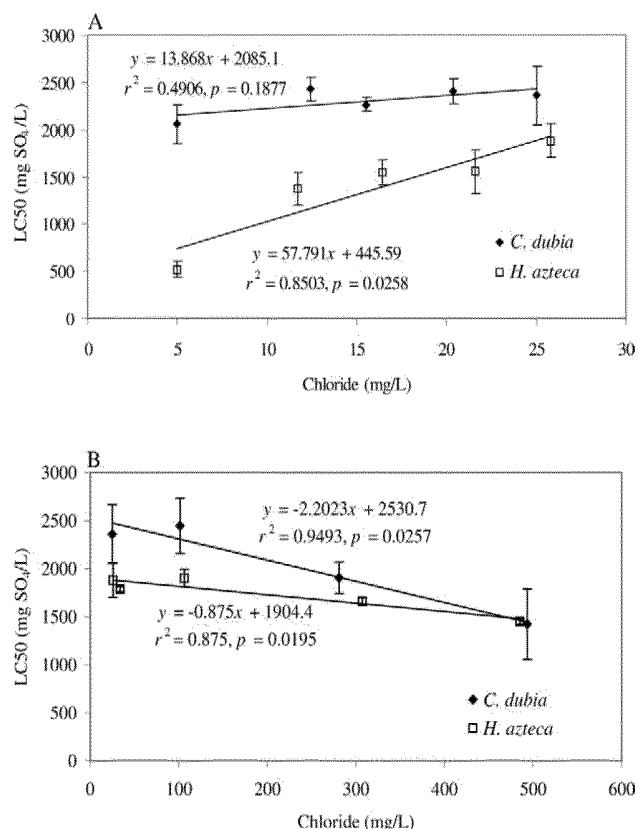 A
3000
y = 13.868x + 2085.1
r² = 0.4906, p = 0.1877
2500
2000
1500
1000
500
0
LC50 (mg SO₄/L)
y = 57.791x + 445.59
r² = 0.8503, p = 0.0258
C. dubia
H. azteca
0 5 10 15 20 25 30
Chloride (mg/L)
B
3000
2500
2000
1500
1000
500
0
LC50 (mg SO₄/L)
y = -2.2023x + 2530.7
r² = 0.9493, p = 0.0257
y = -0.875x + 1904.4
r² = 0.875, p = 0.0195
C. dubia
H. azteca
0 100 200 300 400 500 600
Chloride (mg/L)